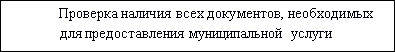 Проверка наличия всех документов, необходимых
для предоставления муниципальной услуги